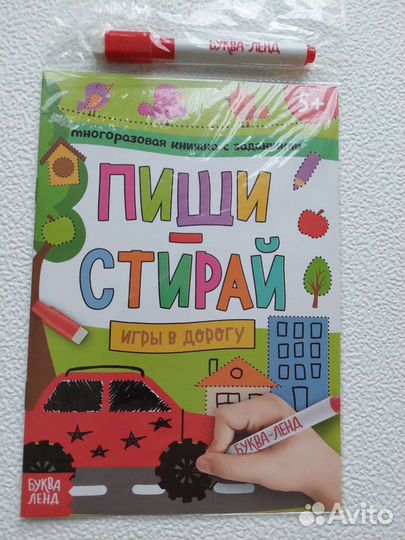 БУКВА-ЛЕНД
5+
многоразовая книжка с заданиями
ПИШИ
-
СТИРАЙ
ИГРЫ В ДОРОГУ
БУКВА-ЛЕНД
БУКВА
ЛЕНД
Avito